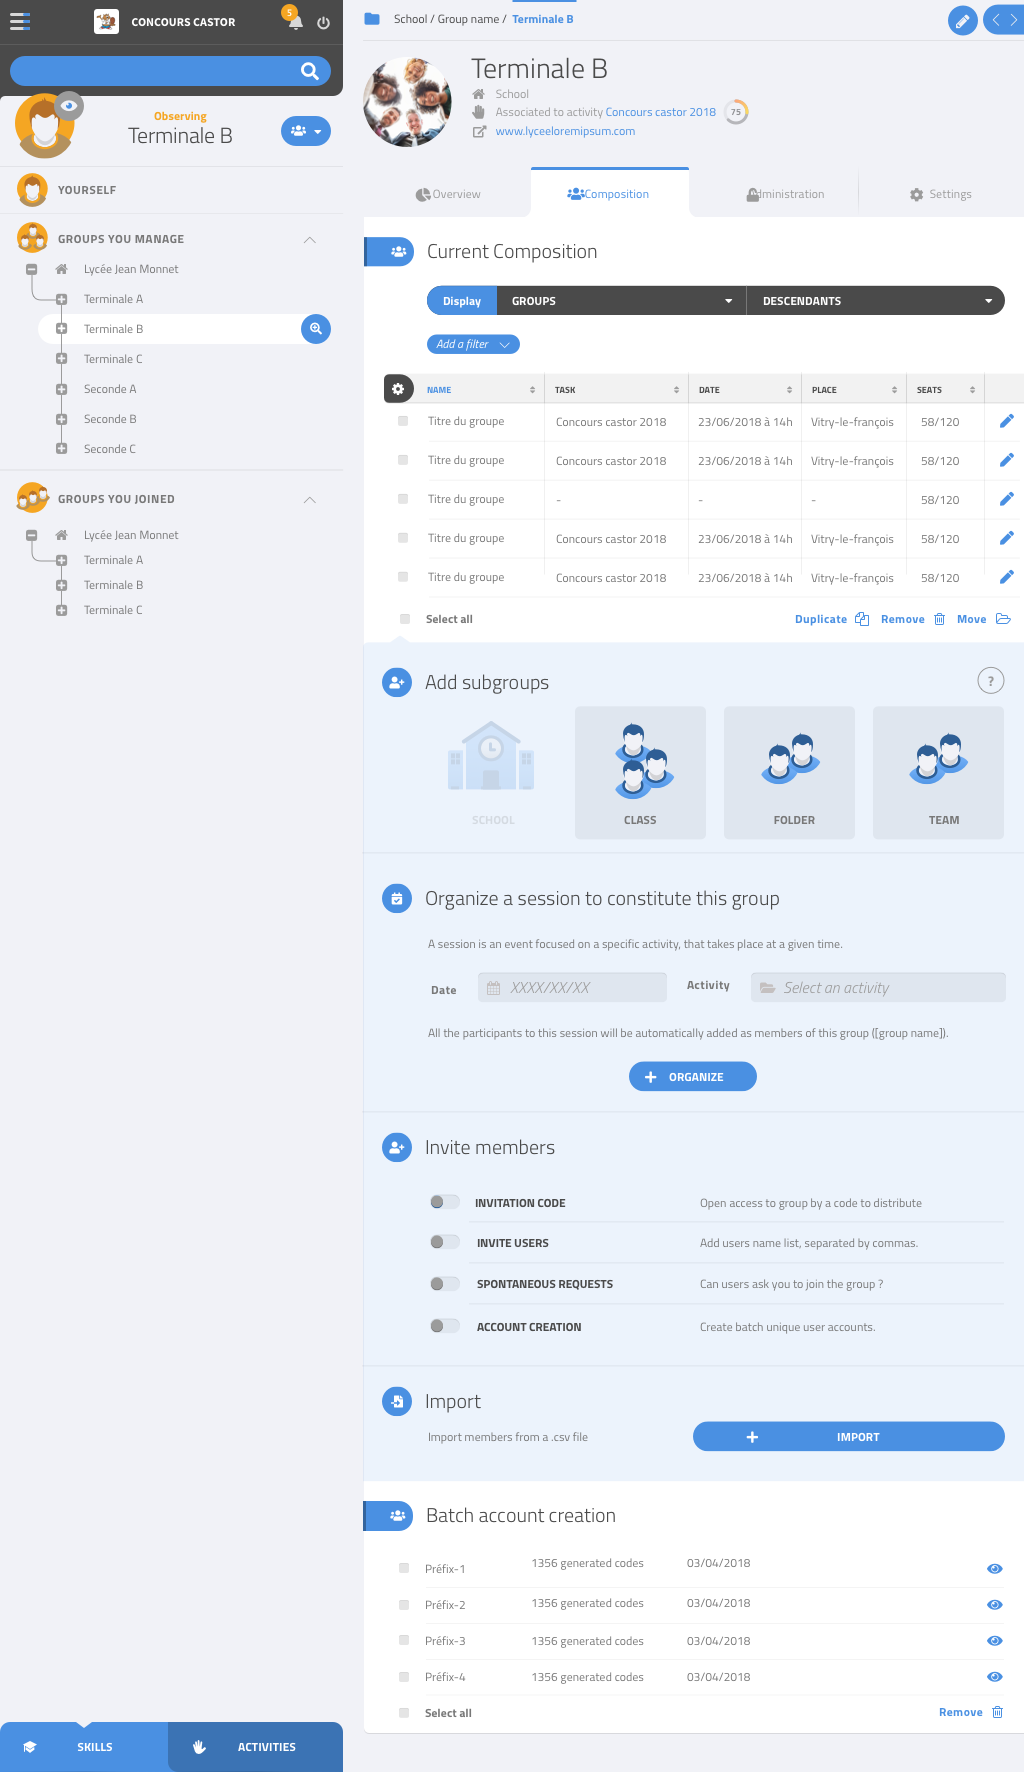 CONCOURS CASTOR
5
Observing
Terminale B
YOURSELF
GROUPS YOU MANAGE
Lycée Jean Monnet
Terminale A
Terminale B
Terminale C
Seconde A
Seconde B
Seconde C
GROUPS YOU JOINED
Lycée Jean Monnet
Terminale A
Terminale B
Terminale C
SKILLS
ACTIVITIES
School / Group name / Terminale B
Terminale B
School
Associated to activity Concours castor 2018
75
www.lyceeloremipsum.com
Overview
Composition
dministration
Settings
Current Composition
Display GROUPS DESCENDANTS
Add a filter
NAME TASK DATE PLACE SEATS
Titre du groupe Concours castor 2018 23/06/2018 à 14h Vitry-le-françois 58/120
Titre du groupe Concours castor 2018 23/06/2018 à 14h Vitry-le-françois 58/120
Titre du groupe - - - 58/120
Titre du groupe Concours castor 2018 23/06/2018 à 14h Vitry-le-françois 58/120
Titre du groupe Concours castor 2018 23/06/2018 à 14h Vitry-le-françois 58/120
Select all Duplicate Remove Move
Add subgroups
?
SCHOOL CLASS FOLDER TEAM
Organize a session to constitute this group
A session is an event focused on a specific activity, that takes place at a given time.
Date XXXX/XX/XX Activity Select an activity
All the participants to this session will be automatically added as members of this group ([group name]).
ORGANIZE
Invite members
INVITATION CODE Open access to group by a code to distribute
INVITE USERS Add users name list, separated by commas.
SPONTANEOUS REQUESTS Can users ask you to join the group ?
ACCOUNT CREATION Create batch unique user accounts.
Import
Import members from a .csv file
IMPORT
Batch account creation
Préfix-1 1356 generated codes 03/04/2018
Préfix-2 1356 generated codes 03/04/2018
Préfix-3 1356 generated codes 03/04/2018
Préfix-4 1356 generated codes 03/04/2018
Select all Remove